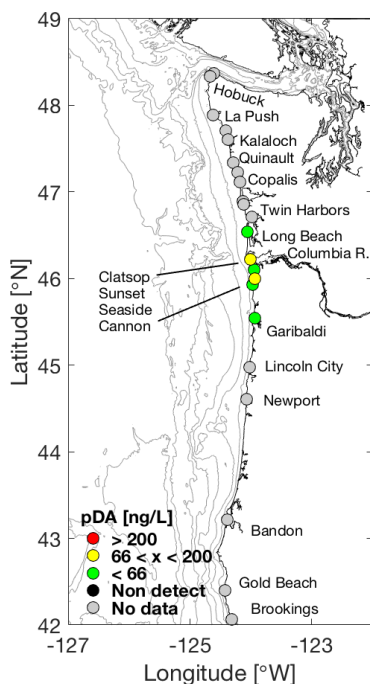 49
48
47
46
45
44
43
42
Latitude [°N]
Hobuck
La Push
Kalaloch
Quinault
Copalis
Twin Harbors
Long Beach
Columbia R.
Clatsop
Sunset
Seaside
Cannon
Garibaldi
Lincoln City
Newport
Bandon
Gold Beach
Brookings
pDA [ng/L]
> 200
66 < x < 200
< 66
Non detect
No data
-127
-125
-123
Longitude [°W]